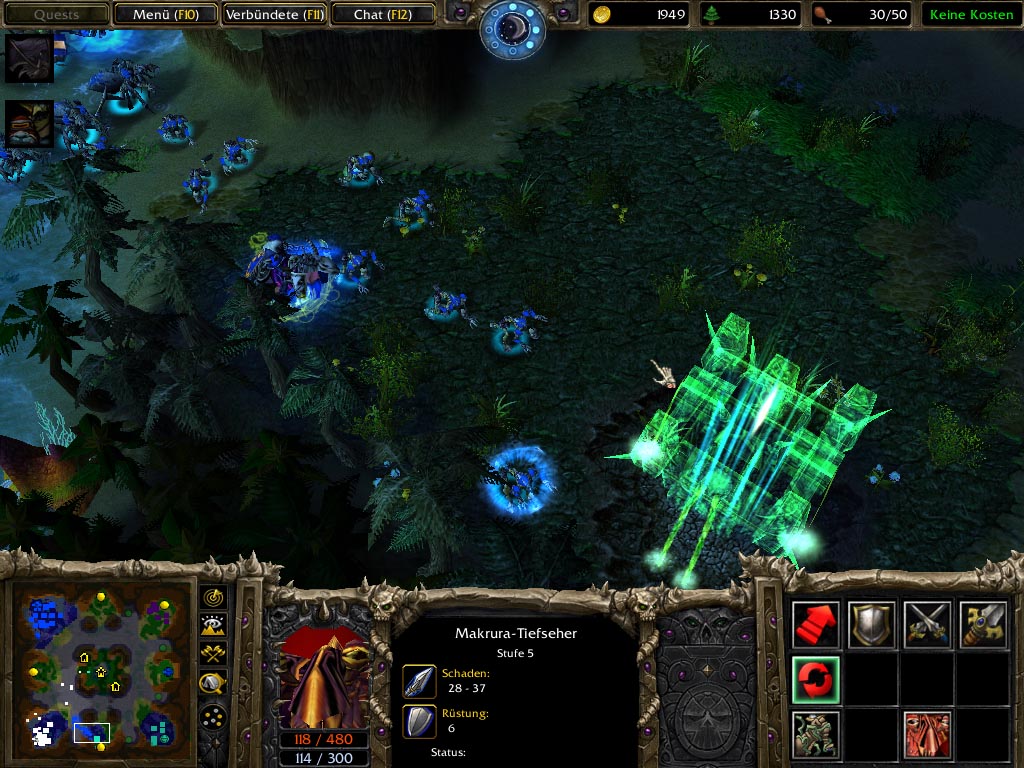 Quests
Menü (F10)
Verbündete (F11)
Chat (F12)
1949
1330
30/50
Keine Kosten
Makrura-Tiefseher
Stufe 5
Schaden:
28 - 37
Rüstung:
6
Status:
118 / 480
114 / 300